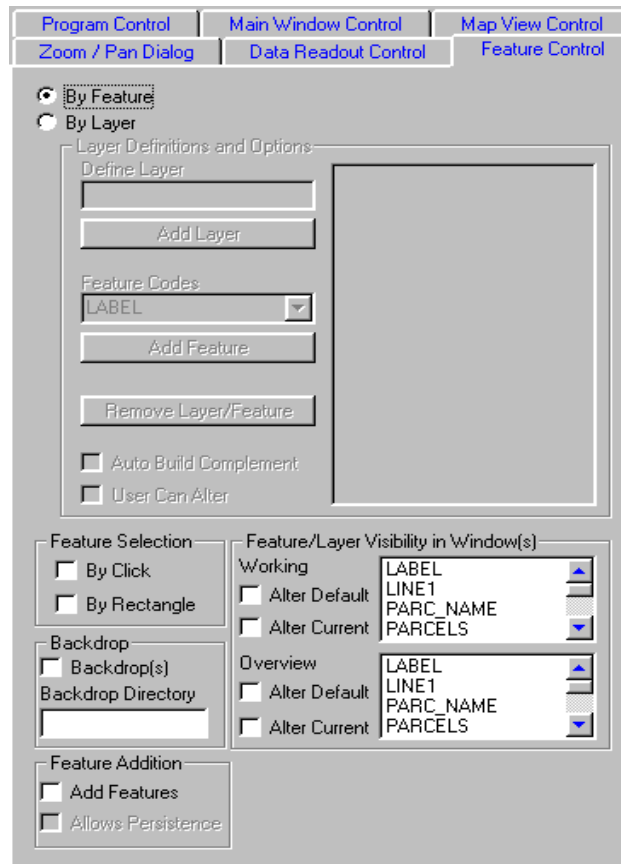 Program Control Main Window Control Map View Control
Zoom / Pan Dialog Data Readout Control Feature Control
By Feature
By Layer
Layer Definitions and Options
Define Layer
Add Layer
Feature Codes
LABEL
Add Feature
Remove Layer/Feature
Auto Build Complement
User Can Alter
Feature Selection
By Click
By Rectangle
Backdrop
Backdrop(s)
Backdrop Directory
Feature Addition
Add Features
Allows Persistence
Feature/Layer Visibility in Window(s)
Working
Alter Default
Alter Current
LABEL
LINE1
PARC_NAME
PARCELS
Overview
Alter Default
Alter Current
LABEL
LINE1
PARC_NAME
PARCELS